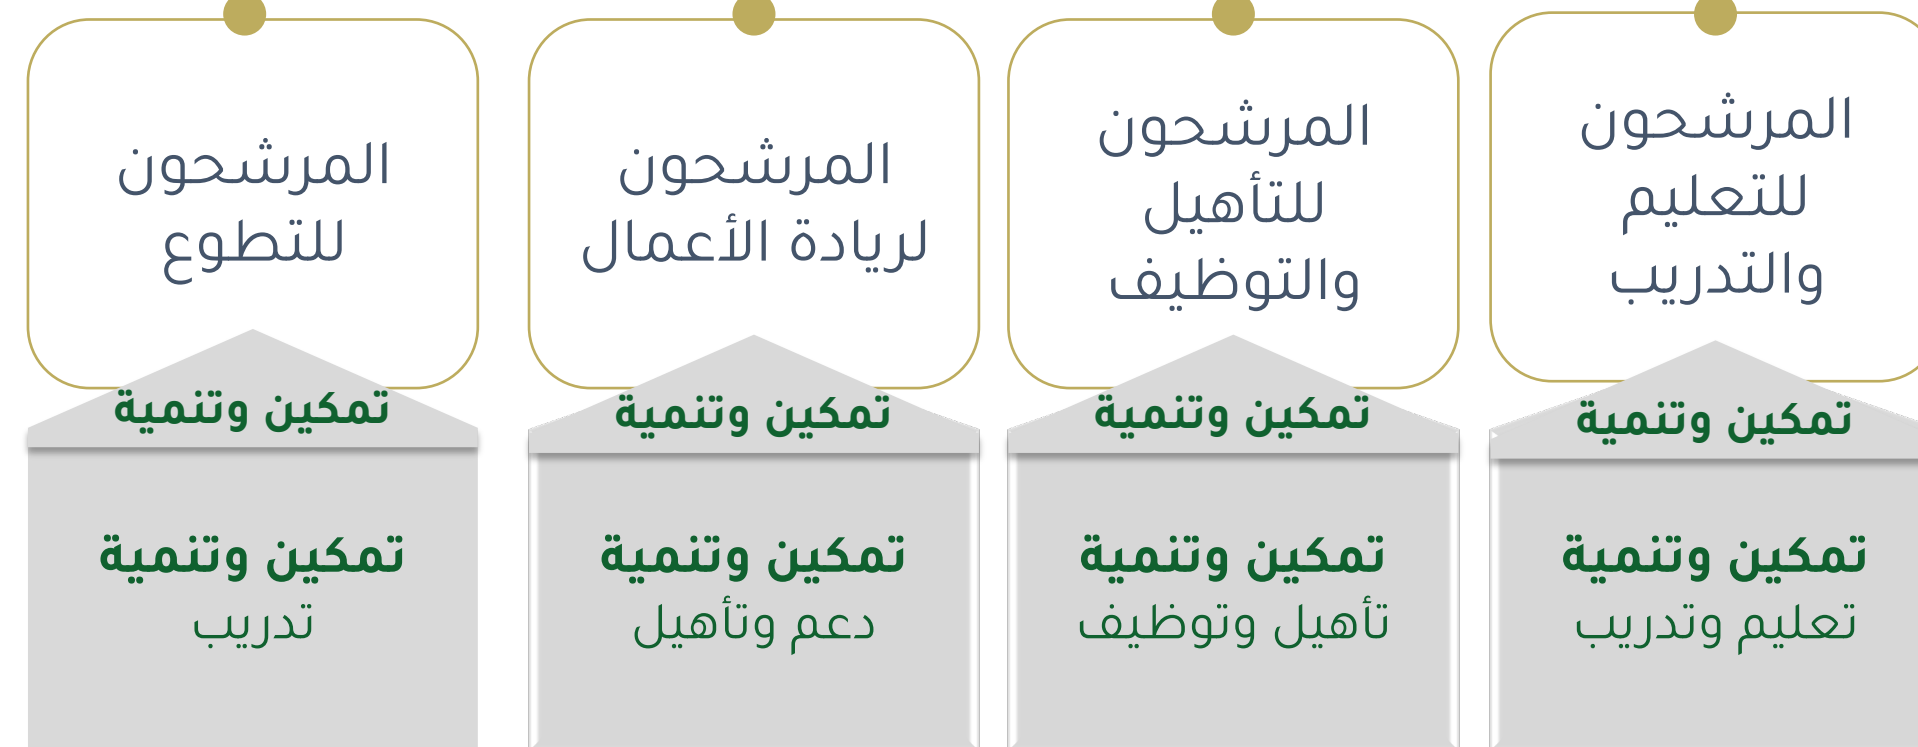 المرشحون
للتعليم
والتدريب
تمكين وتنمية
تمكين وتنمية
تعليم وتدريب
المرشحون
للتأهيل
والتوظيف
تمكين وتنمية
تمكين وتنمية
تأهيل وتوظيف
المرشحون
لريادة الأعمال
تمكين وتنمية
تمكين وتنمية
دعم وتأهيل
المرشحون
للتطوع
تمكين وتنمية
تمكين وتنمية
تدريب